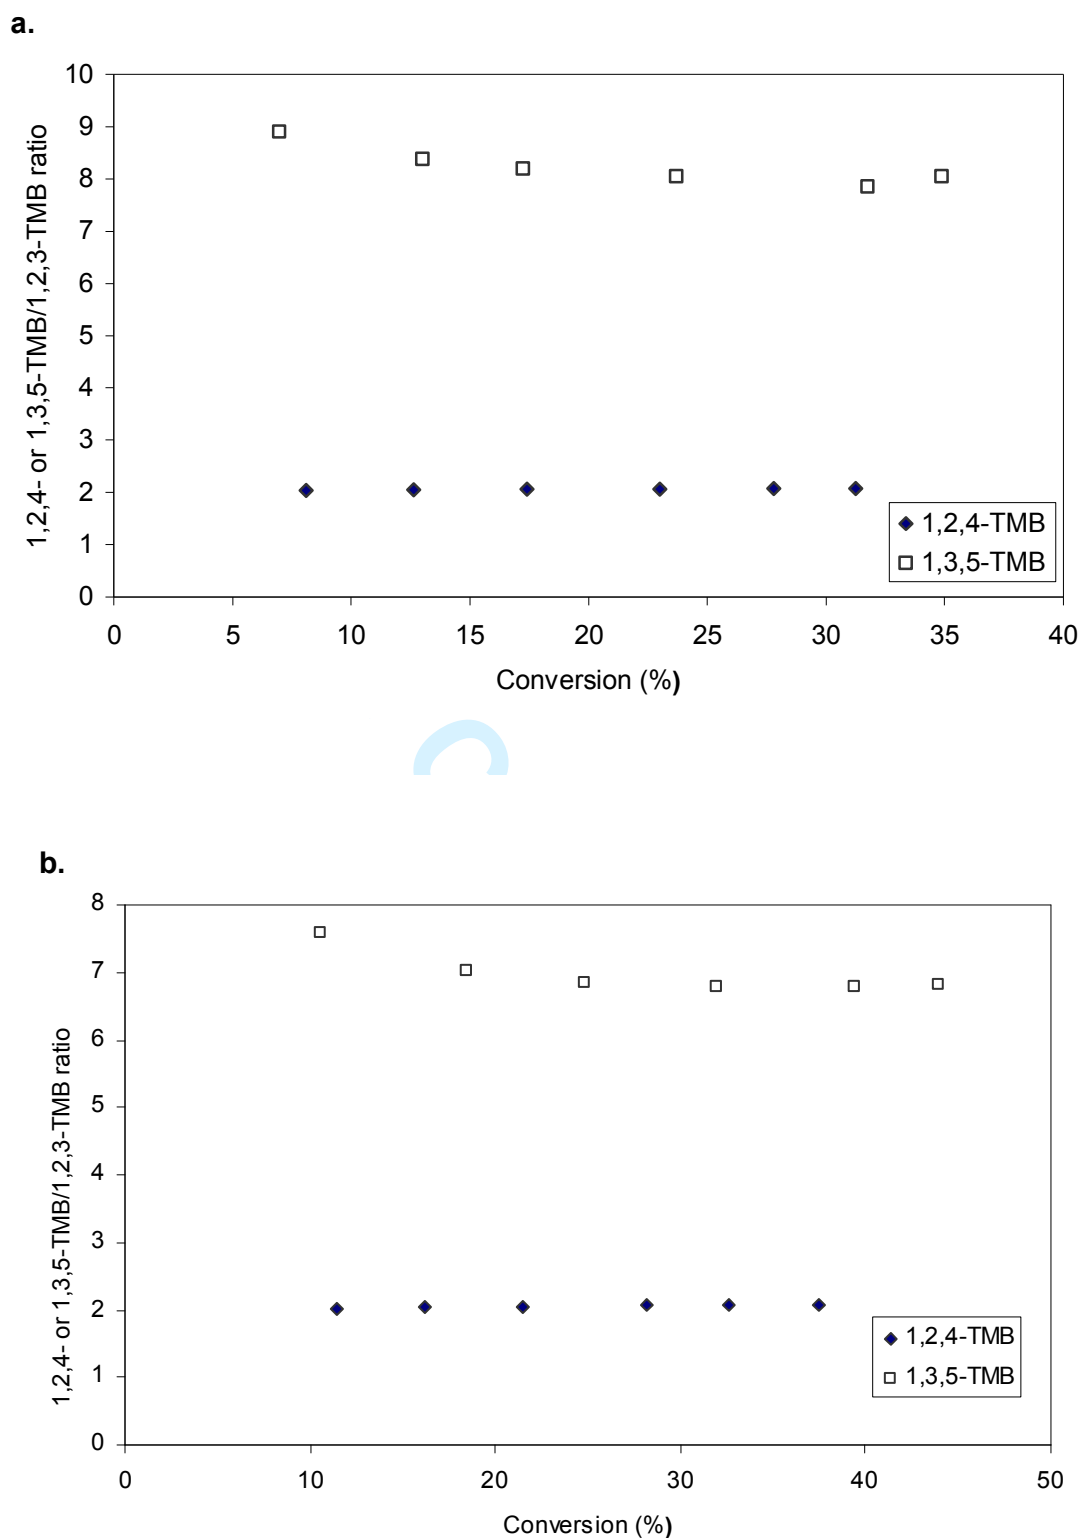 a.
10
9
8
7
6
5
4
3
2
1
0
1,2,4- or 1,3,5-TMB/1,2,3-TMB ratio
1,2,4-TMB
1,3,5-TMB
0 5 10 15 20 25 30 35 40
Conversion (%)
b.
8
7
6
5
4
3
2
1
0
1,2,4- or 1,3,5-TMB/1,2,3-TMB ratio
1,2,4-TMB
1,3,5-TMB
0 10 20 30 40 50
Conversion (%)